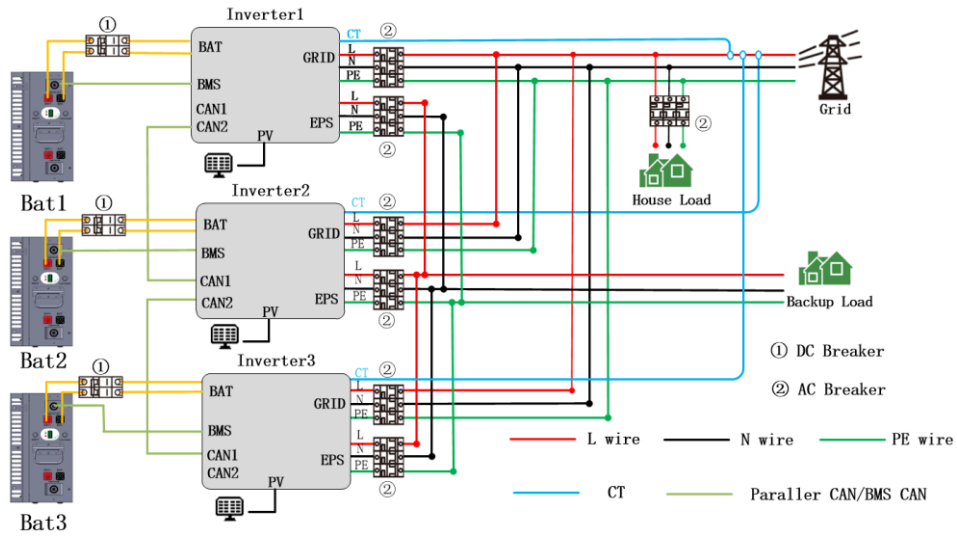 Inverter1
①
BAT
BMS
CAN1
CAN2
PV
GRID
EPS
CT
L
N
PE
②
L
N
PE
②
Bat1
Grid
②
House Load
Inverter2
①
BAT
BMS
CAN1
CAN2
PV
GRID
EPS
CT
L
N
PE
②
L
N
PE
②
Bat2
Backup Load
Inverter3
①
BAT
BMS
CAN1
CAN2
PV
GRID
EPS
CT
L
N
PE
②
L
N
PE
②
Bat3
① DC Breaker
② AC Breaker
L wire
N wire
PE wire
CT
Paraller CAN/BMS CAN